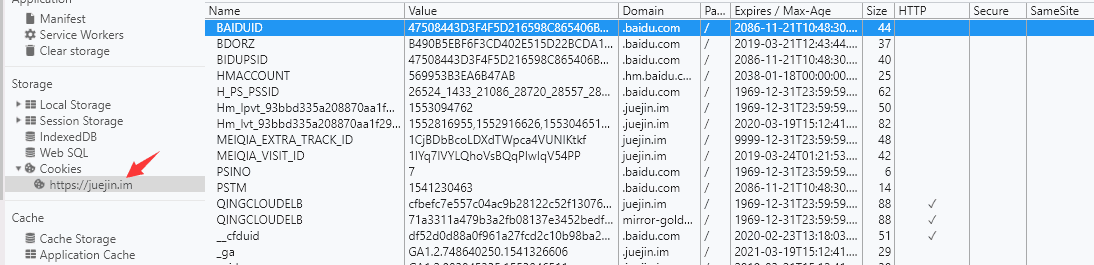 Application
Manifest
Service Workers
Clear storage
Storage
Local Storage
Session Storage
IndexedDB
Web SQL
Cookies
https://juejin.im
Cache
Cache Storage
Application Cache
Name Value Domain Pa... Expires / Max-Age Size HTTP Secure SameSite
BAIDUID 47508443D3F4F5D216598C865406B... .baidu.com / 2086-11-21T10:48:30.... 44
BDORZ B490B5EBF6F3CD402E515D22BCDA1... .baidu.com / 2019-03-21T12:43:44.... 37
BIDUPSID 47508443D3F4F5D216598C865406B... .baidu.com / 2086-11-21T10:48:30.... 40
HMACCOUNT 569953B3EA6B47AB .hm.baidu.c... / 2038-01-18T00:00:00.... 25
H_PS_PSSID 26524_1433_21086_28720_28557_28... .baidu.com / 1969-12-31T23:59:59.... 62
Hm_lpvt_93bbd335a208870aa1f... 1553094762 .juejin.im / 1969-12-31T23:59:59.... 50
Hm_lvt_93bbd335a208870aa1f29... 1552816955,1552916626,155304651... .juejin.im / 2020-03-19T15:12:41.... 82
MEIQIA_EXTRA_TRACK_ID 1CjBDbBcoLDXdTWpca4VUNIKtkf .juejin.im / 9999-12-31T23:59:59.... 48
MEIQIA_VISIT_ID 1IYq7IVYLQhoVsBQqPIwIqV54PP .juejin.im / 2019-03-24T01:21:53.... 42
PSINO 7 .baidu.com / 1969-12-31T23:59:59.... 6
PSTM 1541230463 .baidu.com / 2086-11-21T10:48:30.... 14
QINGCLOUDELB cfbefc7e557c04ac9b28122c52f13076... juejin.im / 1969-12-31T23:59:59.... 88 ✓
QINGCLOUDELB 71a3311a479b3a2fb08137e3452bedf... mirror-gold... / 1969-12-31T23:59:59.... 88 ✓
__cfduid df52d0d88a0f961a27fcd2c10b98ba2... .baidu.com / 2020-02-23T13:18:03.... 51 ✓
_ga GA1.2.748640250.1541326606 .juejin.im / 2021-03-19T15:12:41.... 29